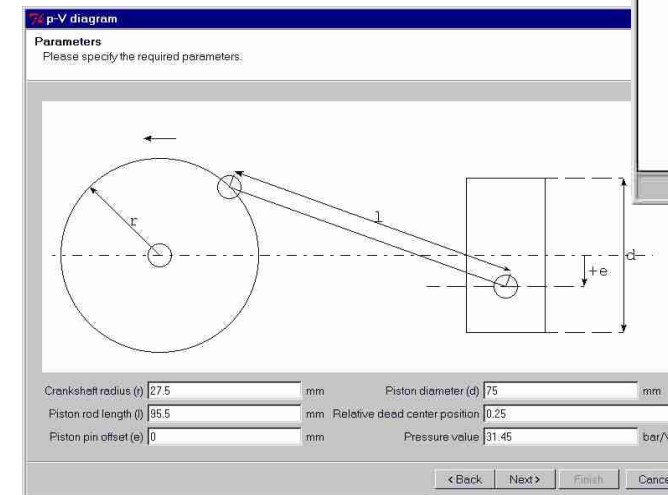 p-V diagram
Parameters
Please specify the required parameters.
r
l
d
+e
Crankshaft radius (r) 27.5 mm Piston diameter (d) 75 mm
Piston rod length (l) 95.5 mm Relative dead center position 0.25
Piston pin offset (e) 0 mm Pressure value 31.45 bar/V
< Back Next > Finish Cance